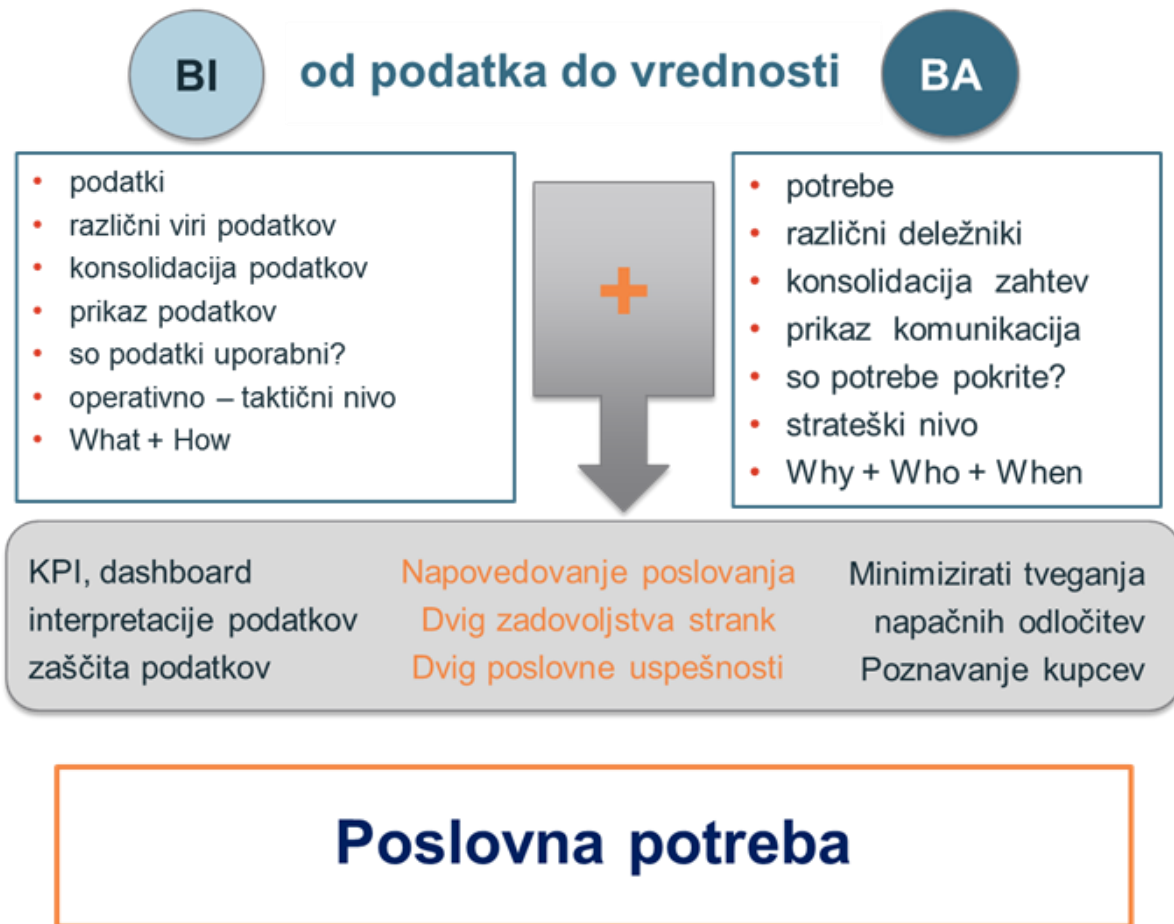 BI
od podatka do vrednosti
BA
• podatki
• različni viri podatkov
• konsolidacija podatkov
• prikaz podatkov
• so podatki uporabni?
• operativno – taktični nivo
• What + How
+
• potrebe
• različni deležniki
• konsolidacija zahtev
• prikaz komunikacija
• so potrebe pokrite?
• strateški nivo
• Why + Who + When
KPI, dashboard
interpretacije podatkov
zaščita podatkov
Napovedovanje poslovanja
Dvig zadovoljstva strank
Dvig poslovne uspešnosti
Minimizirati tveganja
napačnih odločitev
Poznavanje kupcev
Poslovna potreba